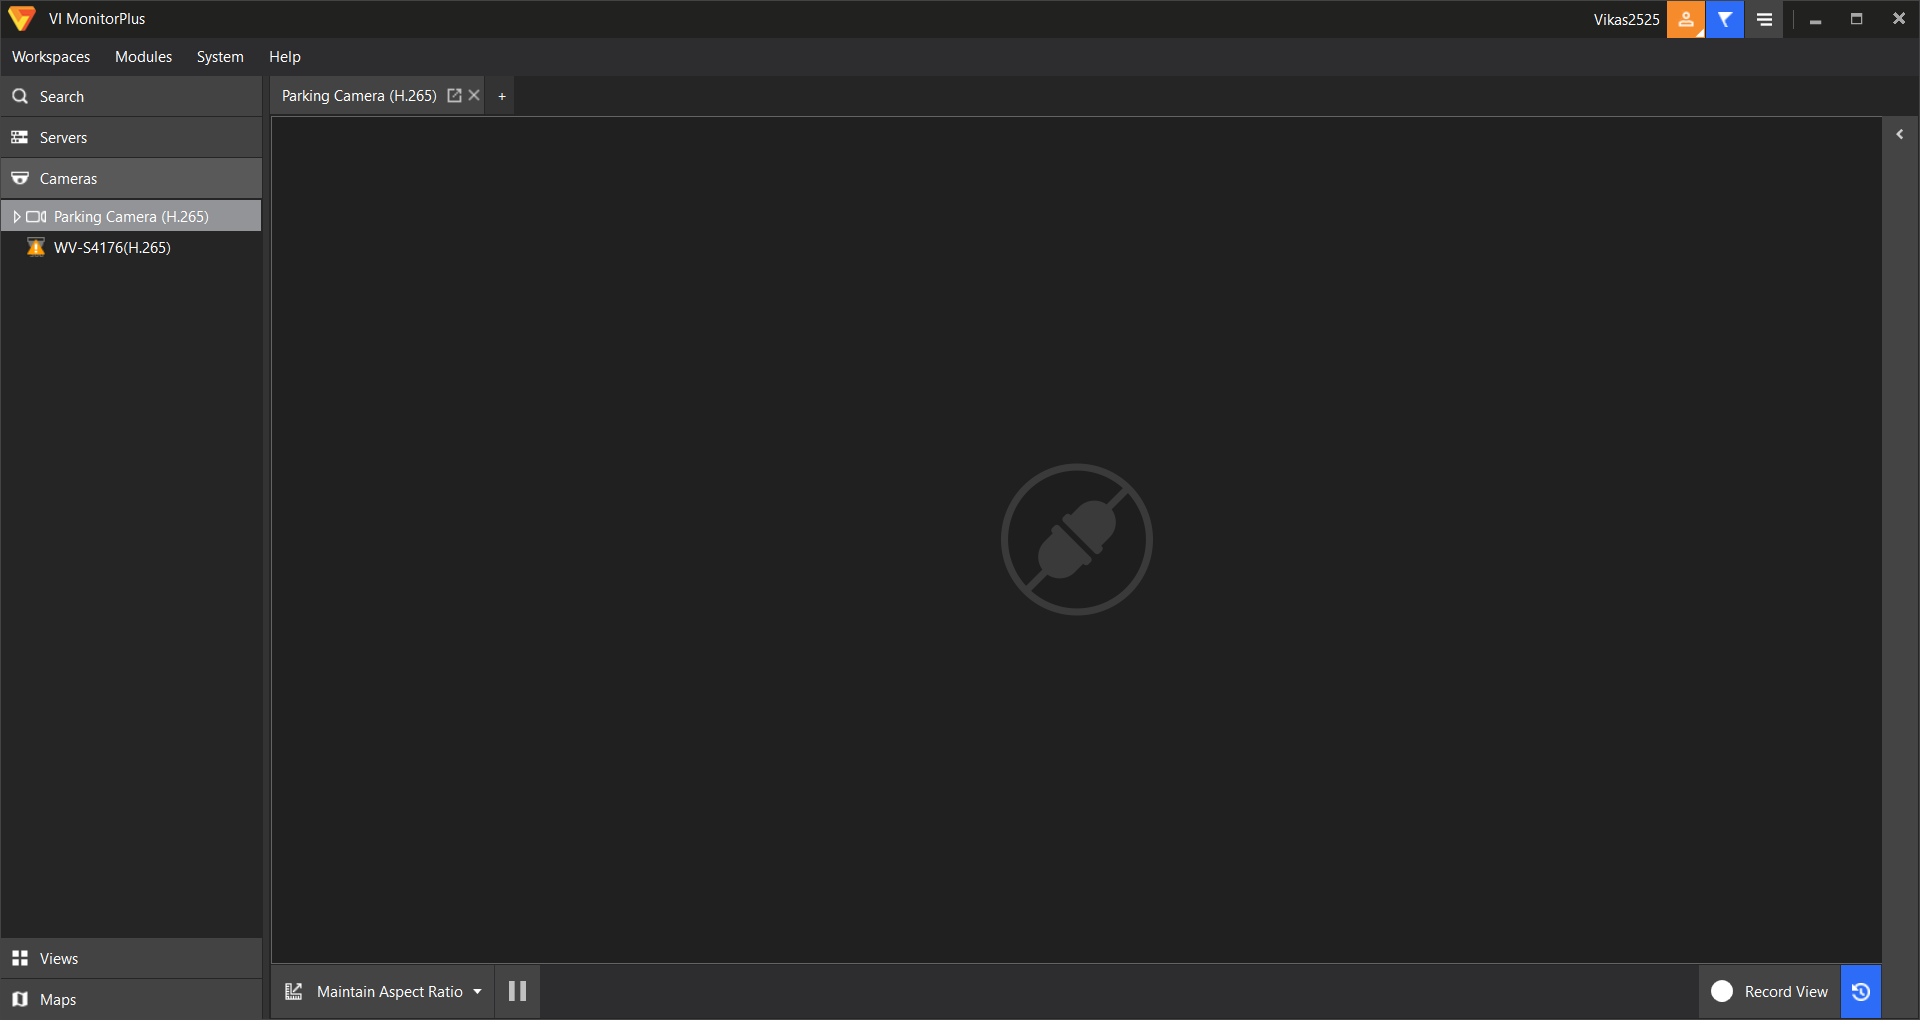 VI MonitorPlus
Vikas2525
Workspaces Modules System Help
Search
Parking Camera (H.265) +
Servers
Cameras
Parking Camera (H.265)
WV-S4176(H.265)
Views
Maps
Maintain Aspect Ratio
Record View